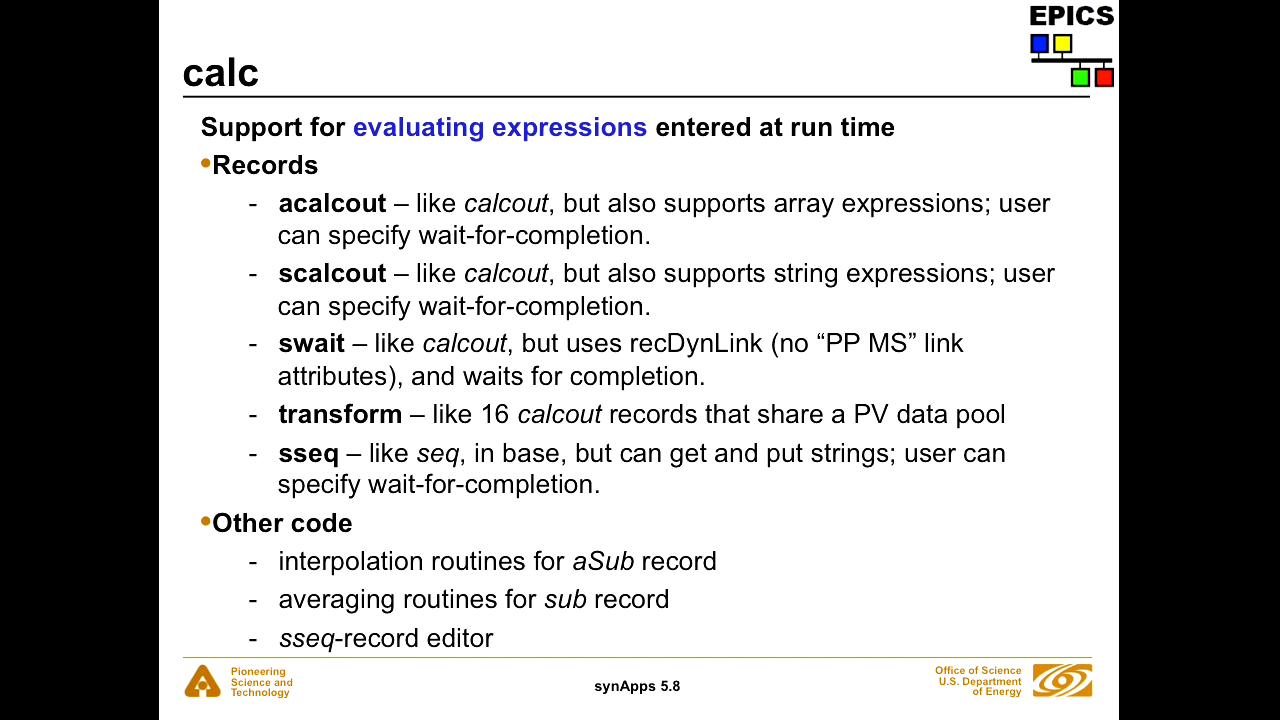 EPICS
calc
Support for evaluating expressions entered at run time
•Records
- acalcout – like calcout, but also supports array expressions; user
can specify wait-for-completion.
- scalcout – like calcout, but also supports string expressions; user
can specify wait-for-completion.
- swait – like calcout, but uses recDynLink (no “PP MS” link
attributes), and waits for completion.
- transform – like 16 calcout records that share a PV data pool
- sseq – like seq, in base, but can get and put strings; user can
specify wait-for-completion.
•Other code
- interpolation routines for aSub record
- averaging routines for sub record
- sseq-record editor
Pioneering
Science and
Technology
synApps 5.8
Office of Science
U.S. Department
of Energy